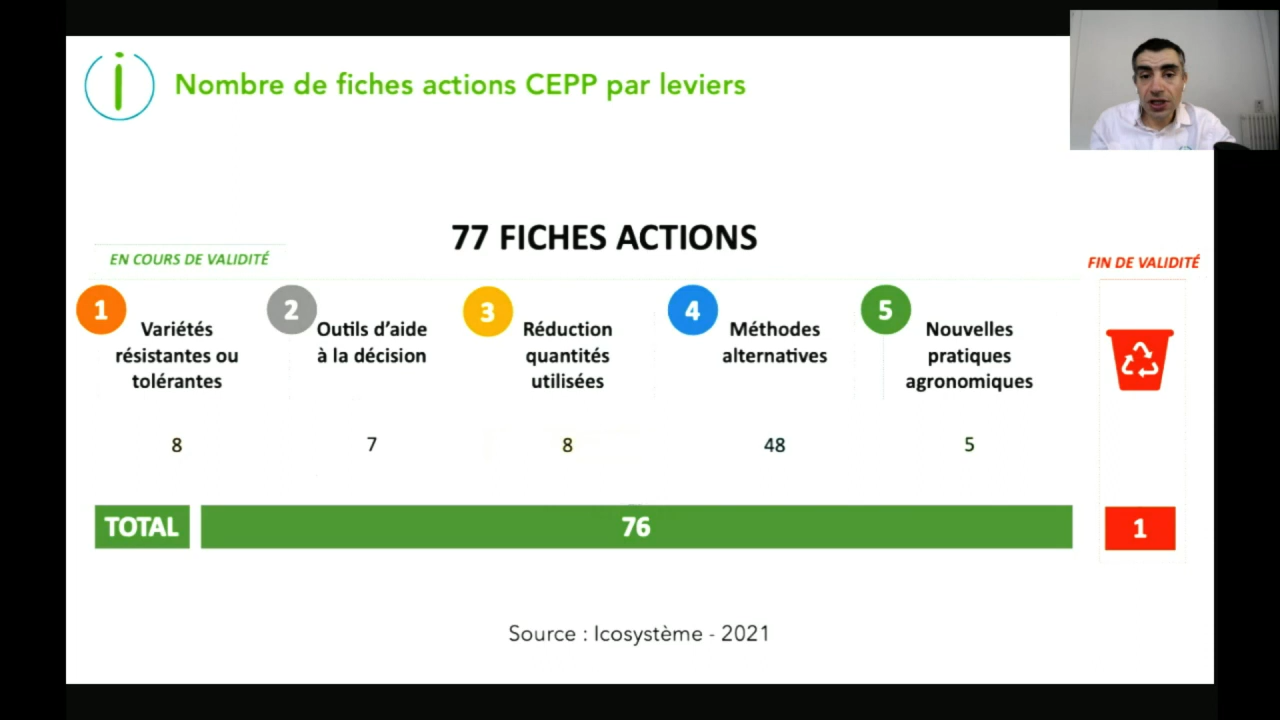 Nombre de fiches actions CEPP par leviers
77 FICHES ACTIONS
EN COURS DE VALIDITÉ
FIN DE VALIDITÉ
1
Variétés
résistantes ou
tolérantes
2
Outils d'aide
à la décision
3
Réduction
quantités
utilisées
4
Méthodes
alternatives
5
Nouvelles
pratiques
agronomiques
8
7
8
48
5
TOTAL
76
1
Source : Icosystème - 2021